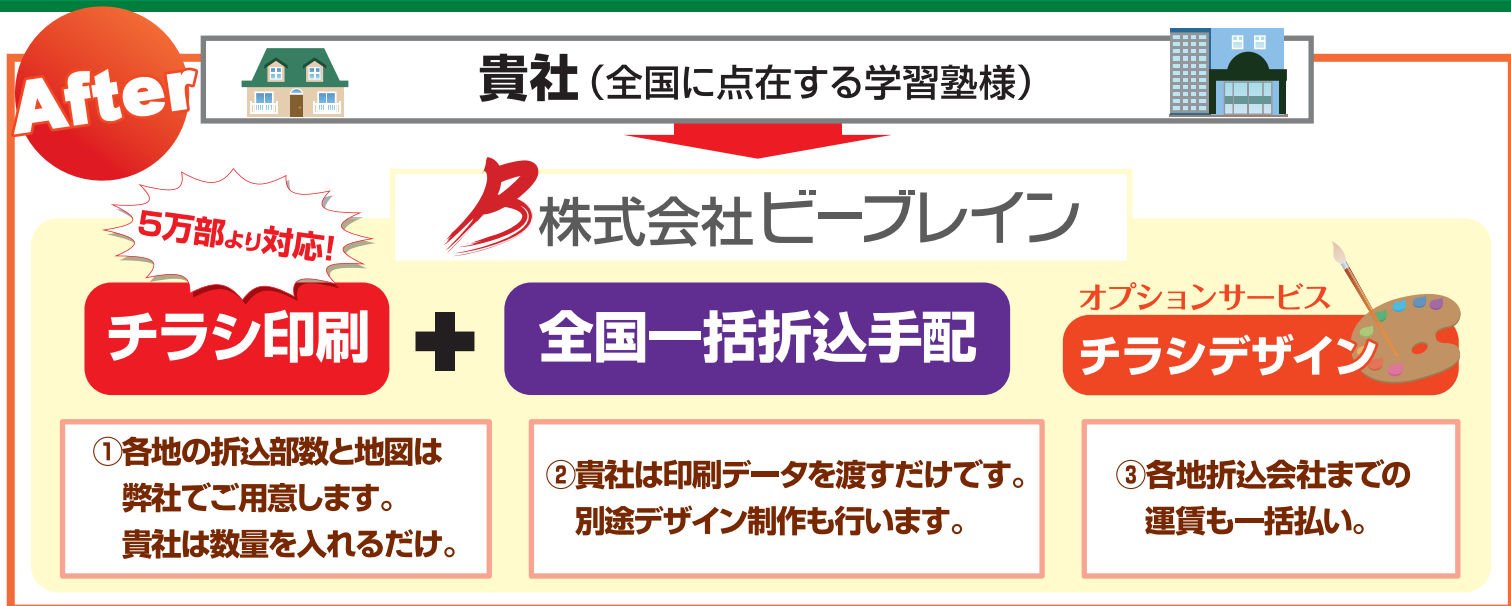 After
貴社(全国に点在する学習塾様)
B 株式会社ビーブレイン
5万部より対応!
チラシ印刷
+
全国一括折込手配
オプションサービス
チラシデザイン
①各地の折込部数と地図は
弊社でご用意します。
貴社は数量を入れるだけ。
②貴社は印刷データを渡すだけです。
別途デザイン制作も行います。
③各地折込会社までの
運賃も一括払い。